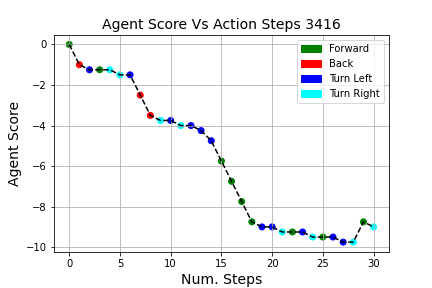 Agent Score Vs Action Steps 3416
Forward
Back
Turn Left
Turn Right
Agent Score
0
−2
−4
−6
−8
−10
0 5 10 15 20 25 30
Num. Steps